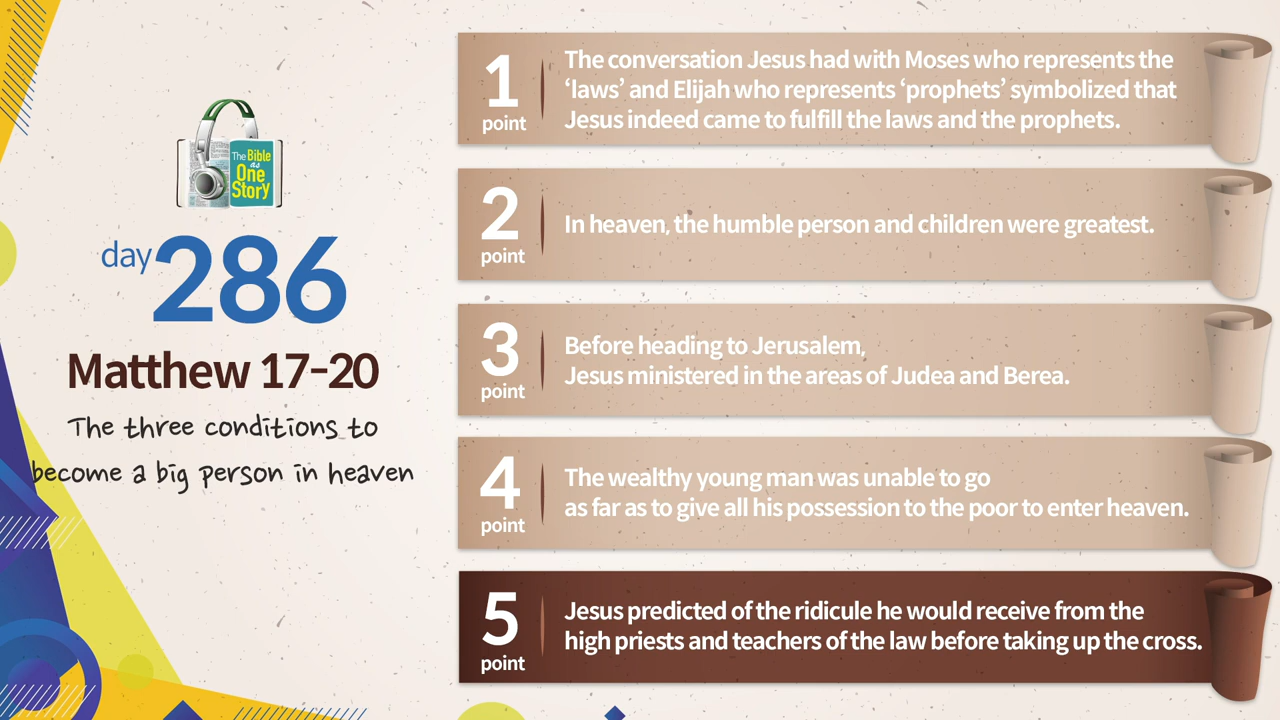 The Bible
as
One
Story
day 286
Matthew 17-20
The three conditions to
become a big person in heaven
1
point
The conversation Jesus had with Moses who represents the
‘laws’ and Elijah who represents ‘prophets’ symbolized that
Jesus indeed came to fulfill the laws and the prophets.
2
point
In heaven, the humble person and children were greatest.
3
point
Before heading to Jerusalem,
Jesus ministered in the areas of Judea and Berea.
4
point
The wealthy young man was unable to go
as far as to give all his possession to the poor to enter heaven.
5
point
Jesus predicted of the ridicule he would receive from the
high priests and teachers of the law before taking up the cross.